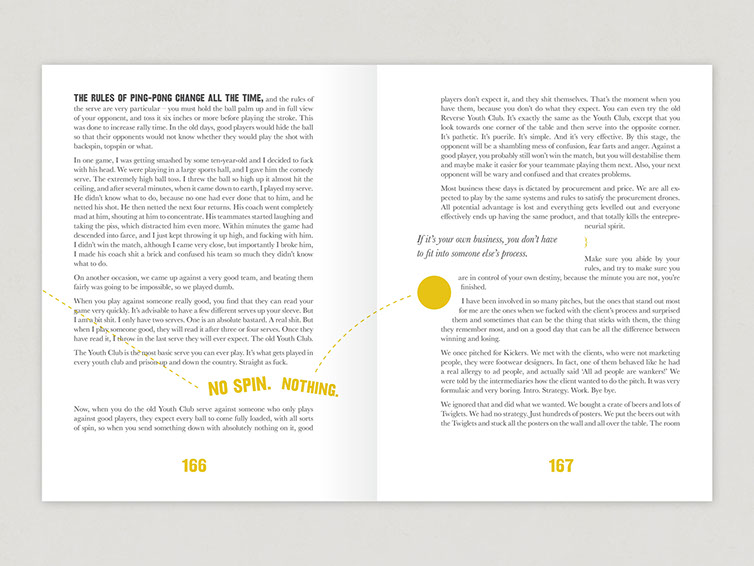 THE RULES OF PING-PONG CHANGE ALL THE TIME, and the rules of
the serve are very particular – you must hold the ball palm up and in full view
of your opponent, and toss it six inches or more before playing the stroke. This
was done to increase rally time. In the old days, good players would hide the ball
so that their opponents would not know whether they would play the shot with
backspin, topspin or what.
In one game, I was getting smashed by some ten-year-old and I decided to fuck
with his head. We were playing in a large sports hall, and I gave him the comedy
serve. The extremely high ball toss. I threw the ball so high up it almost hit the
ceiling, and after several minutes, when it came down to earth, I played my serve.
He didn't know what to do, because no one had ever done that to him, and he
netted his shot. He then netted the next four returns. His coach went completely
mad at him, shouting at him to concentrate. His teammates started laughing and
taking the piss, which distracted him even more. Within minutes the game had
descended into farce, and I just kept throwing it up high, and fucking with him.
I didn't win the match, although I came very close, but importantly I broke him,
I made his coach shit a brick and confused his team so much they didn't know
what to do.
On another occasion, we came up against a very good team, and beating them
fairly was going to be impossible, so we played dumb.
When you play against someone really good, you find that they can read your
game very quickly. It's advisable to have a few different serves up your sleeve. But
I am a bit shit. I only have two serves. One is an absolute bastard. A real shit. But
when I play someone good, they will read it after three or four serves. Once they
have read it, I throw in the last serve they will ever expect. The old Youth Club.
The Youth Club is the most basic serve you can ever play. It's what gets played in
every youth club and prison up and down the country. Straight as fuck.
NO SPIN. NOTHING.
Now, when you do the old Youth Club serve against someone who only plays
against good players, they expect every ball to come fully loaded, with all sorts
of spin, so when you send something down with absolutely nothing on it, good
166
players don't expect it, and they shit themselves. That's the moment when you
have them, because you don't do what they expect. You can even try the old
Reverse Youth Club. It's exactly the same as the Youth Club, except that you
look towards one corner of the table and then serve into the opposite corner.
It's pathetic. It's puerile. It's simple. And it's very effective. By this stage, the
opponent will be a shambling mess of confusion, fear farts and anger. Against a
good player, you probably still won't win the match, but you will destabilise them
and maybe make it easier for your teammate playing them next. Also, your next
opponent will be wary and confused and that creates problems.
Most business these days is dictated by procurement and price. We are all ex-
pected to play by the same systems and rules to satisfy the procurement drones.
All potential advantage is lost and everything gets levelled out and everyone
effectively ends up having the same product, and that totally kills the entrepre-
neurial spirit.
If it's your own business, you don't have
to fit into someone else's process.
Make sure you abide by your
rules, and try to make sure you
are in control of your own destiny, because the minute you are not, you're
finished.
I have been involved in so many pitches, but the ones that stand out most
for me are the ones when we fucked with the client's process and surprised
them and sometimes that can be the thing that sticks with them, the thing
they remember most, and on a good day that can be all the difference between
winning and losing.
We once pitched for Kickers. We met with the clients, who were not marketing
people, they were footwear designers. In fact, one of them behaved like he had
a real allergy to ad people, and actually said 'All ad people are wankers!' We
were told by the intermediaries how the client wanted to do the pitch. It was very
formulaic and very boring. Intro. Strategy. Work. Bye bye.
We ignored that and did what we wanted. We bought a crate of beers and lots of
Twiglets. We had no strategy. Just hundreds of posters. We put the beers out with
the Twiglets and stuck all the posters on the wall and all over the table. The room
167